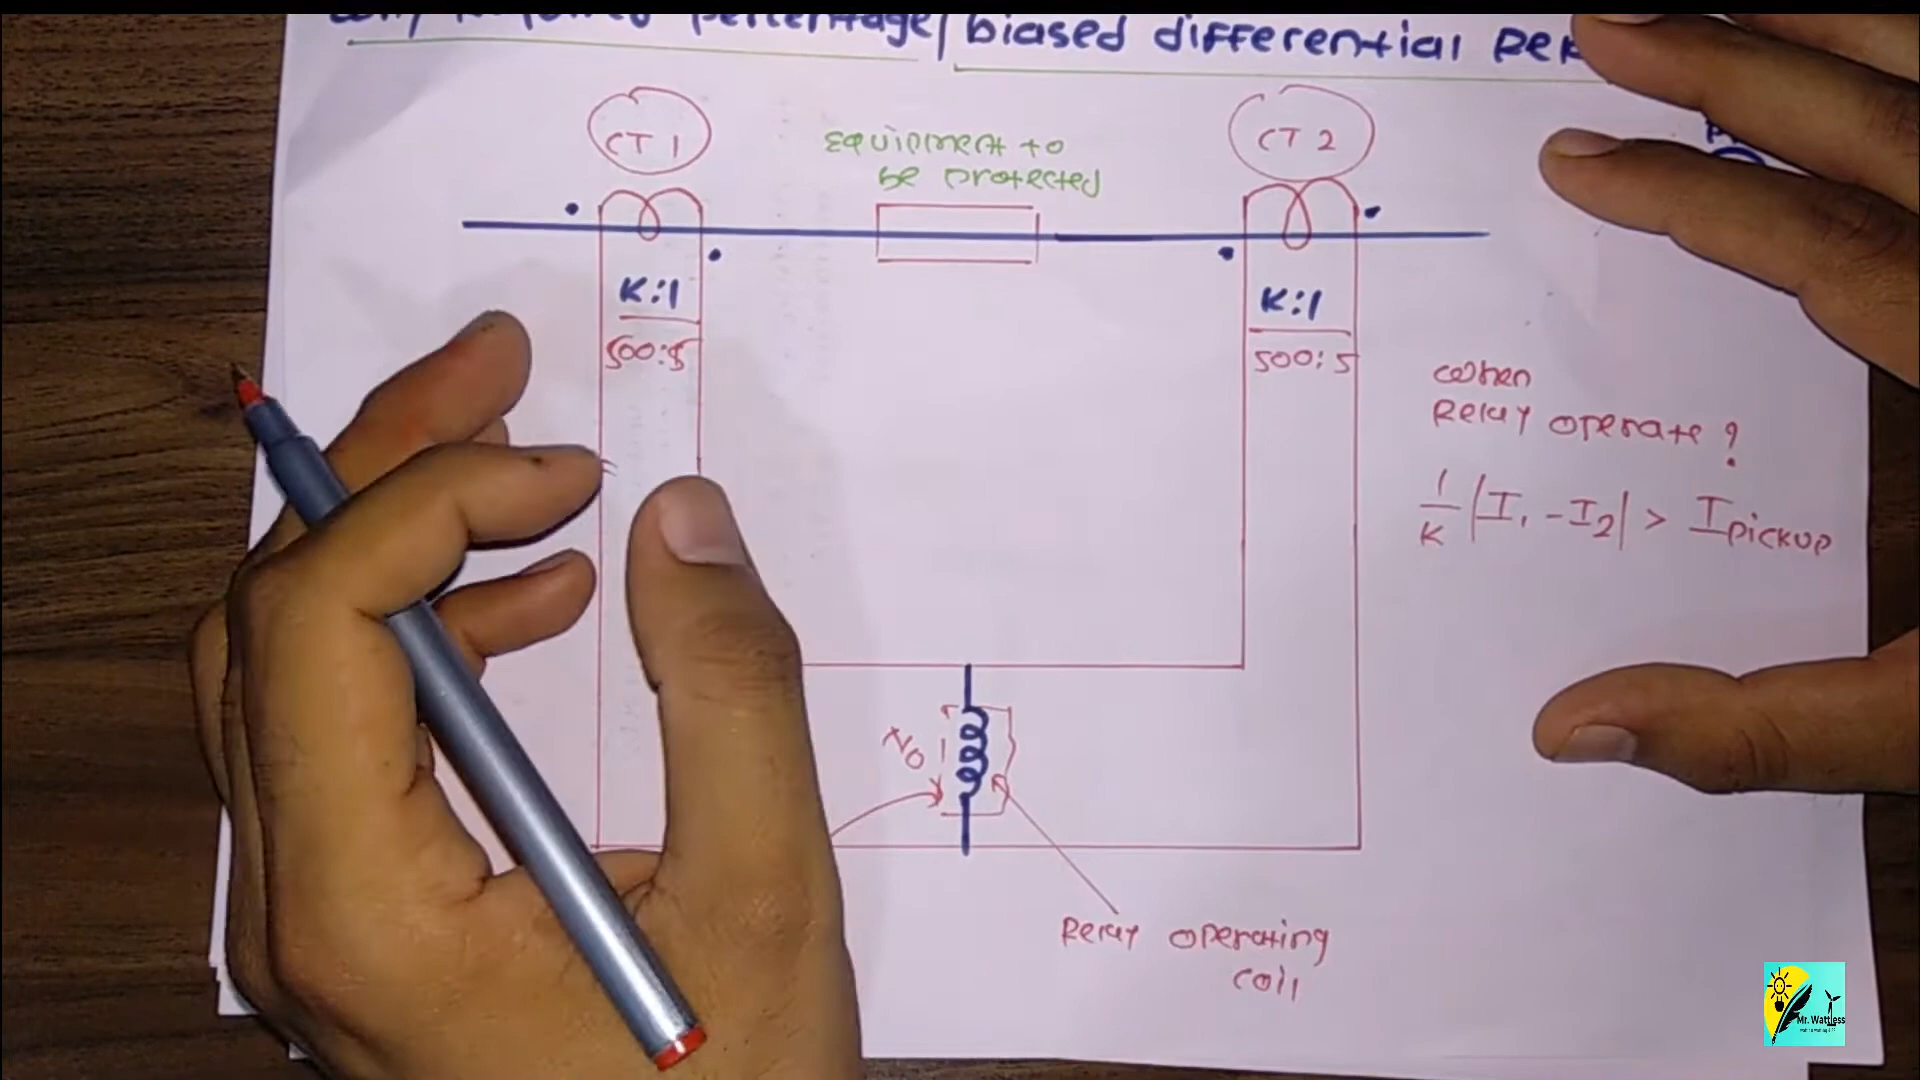 percentage/ biased differential
CT 1
CT 2
Equipment to
be protected
K:1
500:5
K:1
500:5
when
Relay operate ?
1/K |I1 - I2| > Ipickup
No
Relay operating
coil
Mr. Wattless